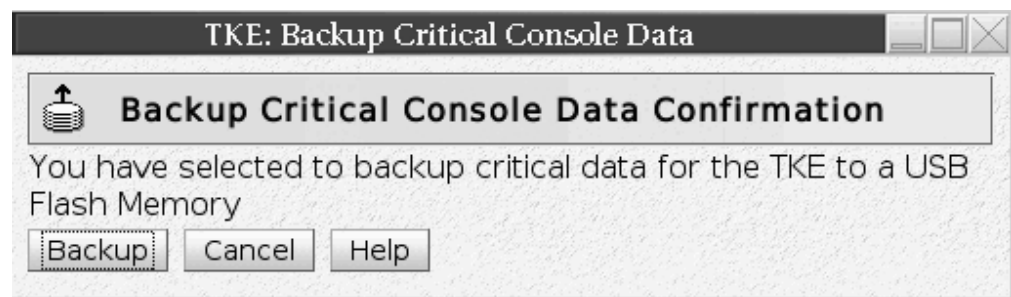 TKE: Backup Critical Console Data
Backup Critical Console Data Confirmation
You have selected to backup critical data for the TKE to a USB
Flash Memory
Backup Cancel Help